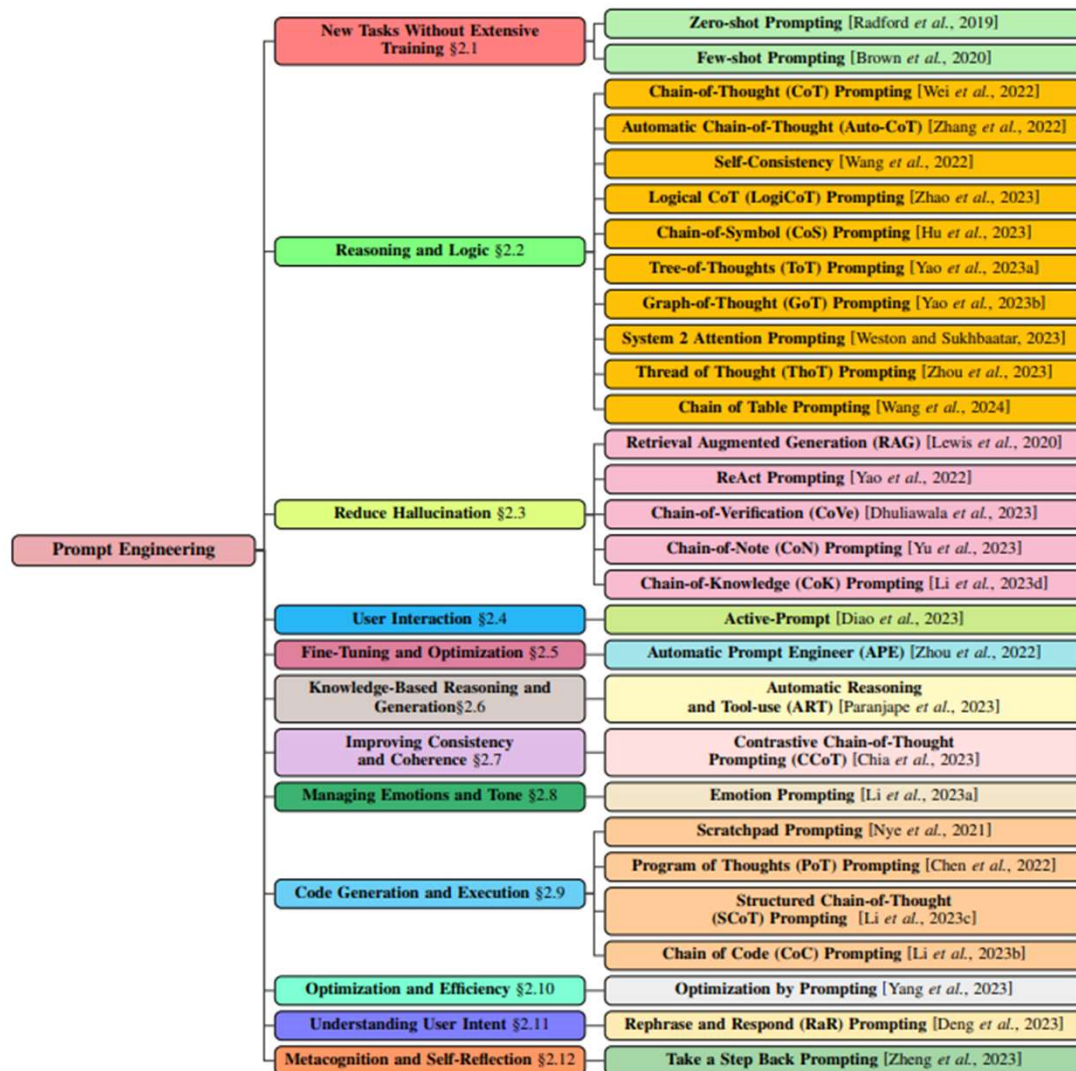 New Tasks Without Extensive
Training §2.1
Zero-shot Prompting [Radford et al., 2019]
Few-shot Prompting [Brown et al., 2020]
Reasoning and Logic §2.2
Chain-of-Thought (CoT) Prompting [Wei et al., 2022]
Automatic Chain-of-Thought (Auto-CoT) [Zhang et al., 2022]
Self-Consistency [Wang et al., 2022]
Logical CoT (LogiCoT) Prompting [Zhao et al., 2023]
Chain-of-Symbol (CoS) Prompting [Hu et al., 2023]
Tree-of-Thoughts (ToT) Prompting [Yao et al., 2023a]
Graph-of-Thought (GoT) Prompting [Yao et al., 2023b]
System 2 Attention Prompting [Weston and Sukhbaatar, 2023]
Thread of Thought (ThoT) Prompting [Zhou et al., 2023]
Chain of Table Prompting [Wang et al., 2024]
Reduce Hallucination §2.3
Retrieval Augmented Generation (RAG) [Lewis et al., 2020]
ReAct Prompting [Yao et al., 2022]
Chain-of-Verification (CoVe) [Dhuliawala et al., 2023]
Chain-of-Note (CoN) Prompting [Yu et al., 2023]
Chain-of-Knowledge (CoK) Prompting [Li et al., 2023d]
Prompt Engineering
User Interaction §2.4
Active-Prompt [Diao et al., 2023]
Fine-Tuning and Optimization §2.5
Automatic Prompt Engineer (APE) [Zhou et al., 2022]
Knowledge-Based Reasoning and
Generation§2.6
Automatic Reasoning
and Tool-use (ART) [Paranjape et al., 2023]
Improving Consistency
and Coherence §2.7
Contrastive Chain-of-Thought
Prompting (CCoT) [Chia et al., 2023]
Managing Emotions and Tone §2.8
Emotion Prompting [Li et al., 2023a]
Code Generation and Execution §2.9
Scratchpad Prompting [Nye et al., 2021]
Program of Thoughts (PoT) Prompting [Chen et al., 2022]
Structured Chain-of-Thought
(SCoT) Prompting [Li et al., 2023c]
Chain of Code (CoC) Prompting [Li et al., 2023b]
Optimization and Efficiency §2.10
Optimization by Prompting [Yang et al., 2023]
Understanding User Intent §2.11
Rephrase and Respond (RaR) Prompting [Deng et al., 2023]
Metacognition and Self-Reflection §2.12
Take a Step Back Prompting [Zheng et al., 2023]